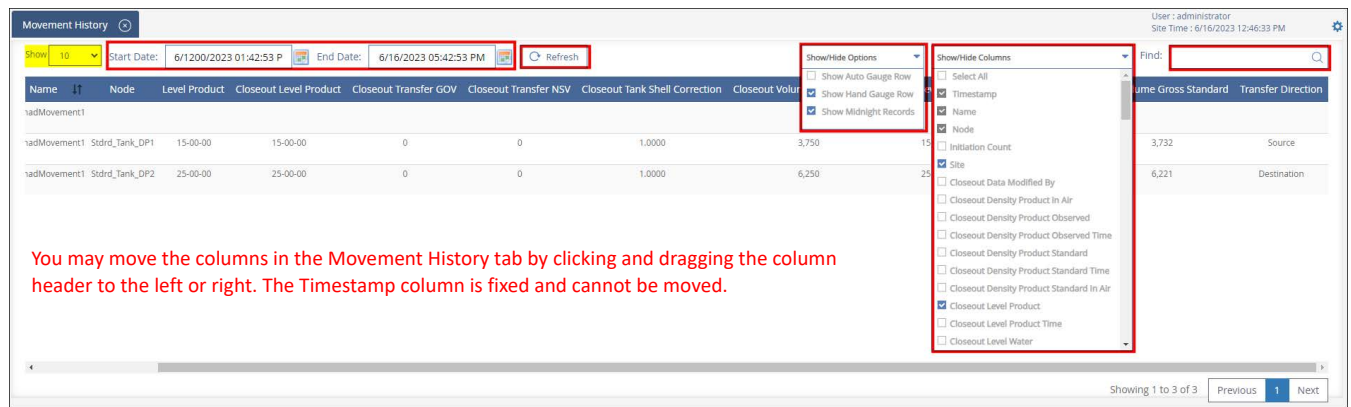 Movement History
User : administrator
Site Time : 6/16/2023 12:46:33 PM
Show 10 Start Date: 6/1200/2023 01:42:53 P End Date: 6/16/2023 05:42:53 PM Refresh Show/Hide Options Show/Hide Columns Find:
Show Auto Gauge Row
Show Hand Gauge Row
Show Midnight Records
Select All
Timestamp
Name
Node
Initiation Count
Site
Closeout Data Modified By
Closeout Density Product In Air
Closeout Density Product Observed
Closeout Density Product Observed Time
Closeout Density Product Standard
Closeout Density Product Standard Time
Closeout Density Product Standard In Air
Closeout Level Product
Closeout Level Product Time
Closeout Level Water
Name Node Level Product Closeout Level Product Closeout Transfer GOV Closeout Transfer NSV Closeout Tank Shell Correction Closeout Gross Standard Transfer Direction
adMovement1
adMovement1 Stdrd_Tank_DP1 15-00-00 15-00-00 0 0 1.0000 3,750 15 3,732 Source
adMovement1 Stdrd_Tank_DP2 25-00-00 25-00-00 0 0 1.0000 6,250 25 6,221 Destination
You may move the columns in the Movement History tab by clicking and dragging the column
header to the left or right. The Timestamp column is fixed and cannot be moved.
Showing 1 to 3 of 3 Previous 1 Next